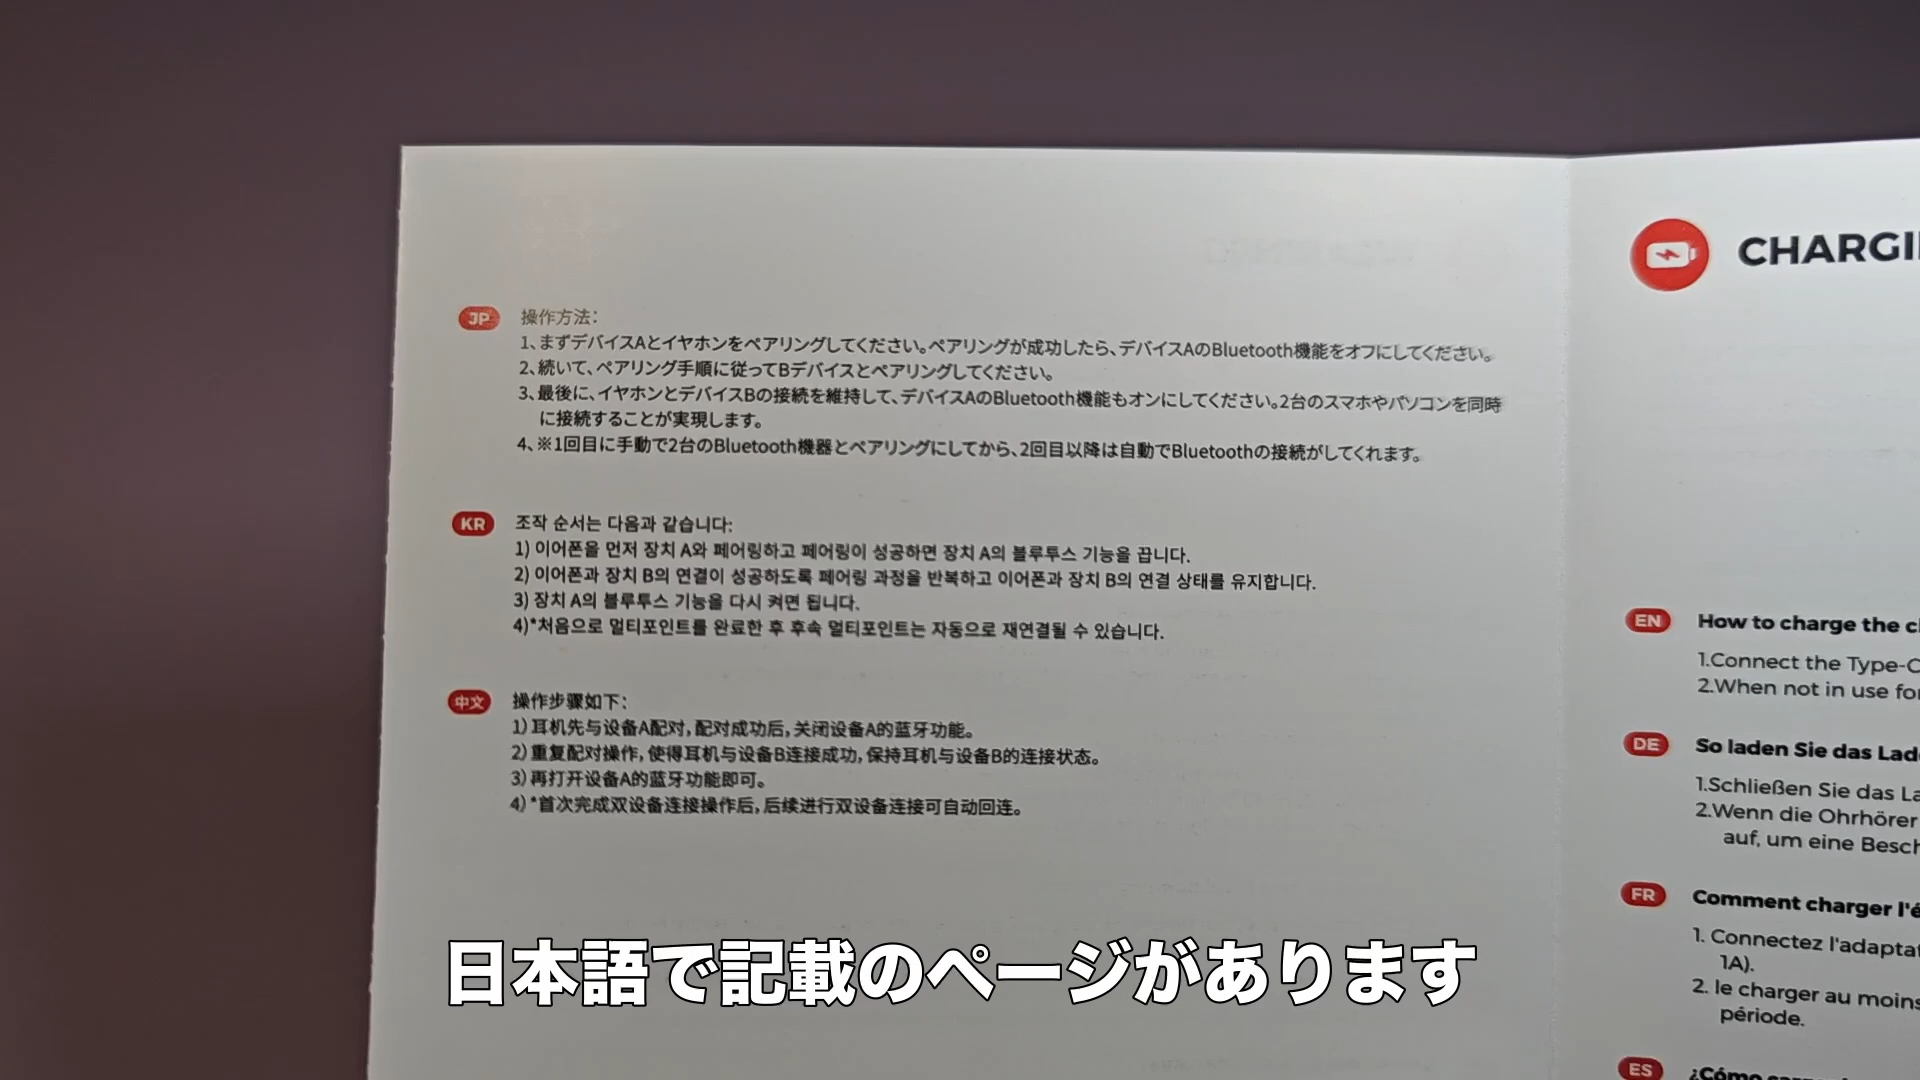 JP 操作方法:
1、まずデバイスAとイヤホンをペアリングしてください。ペアリングが成功したら、デバイスAのBluetooth機能をオフにしてください。
2、続いて、ペアリング手順に従ってBデバイスとペアリングしてください。
3、最後に、イヤホンとデバイスBの接続を維持して、デバイスAのBluetooth機能もオンにしてください。2台のスマホやパソコンを同時
に接続することが実現します。
4、※1回目に手動で2台のBluetooth機器とペアリングにしてから、2回目以降は自動でBluetoothの接続がしてくれます。
KR 조작 순서는 다음과 같습니다:
1) 이어폰을 먼저 장치 A와 페어링하고 페어링이 성공하면 장치 A의 블루투스 기능을 끕니다.
2) 이어폰과 장치 B의 연결이 성공하도록 페어링 과정을 반복하고 이어폰과 장치 B의 연결 상태를 유지합니다.
3) 장치 A의 블루투스 기능을 다시 켜면 됩니다.
4)*처음으로 멀티포인트를 완료한 후 후속 멀티포인트는 자동으로 재연결될 수 있습니다.
中文 操作步骤如下:
1) 耳机先与设备A配对, 配对成功后, 关闭设备A的蓝牙功能。
2) 重复配对操作, 使得耳机与设备B连接成功, 保持耳机与设备B的连接状态。
3) 再打开设备A的蓝牙功能即可。
4) *首次完成双设备连接操作后, 后续进行双设备连接可自动回连。
CHARGI
EN How to charge the
1.Connect the Type-C
2.When not in use for
DE So laden Sie das
1.Schließen Sie das
2.Wenn die Ohrhörer
auf, um eine
FR Comment charger
1. Connectez
1A).
2. le charger au moins
période.
ES
日本語で記載のページがあります